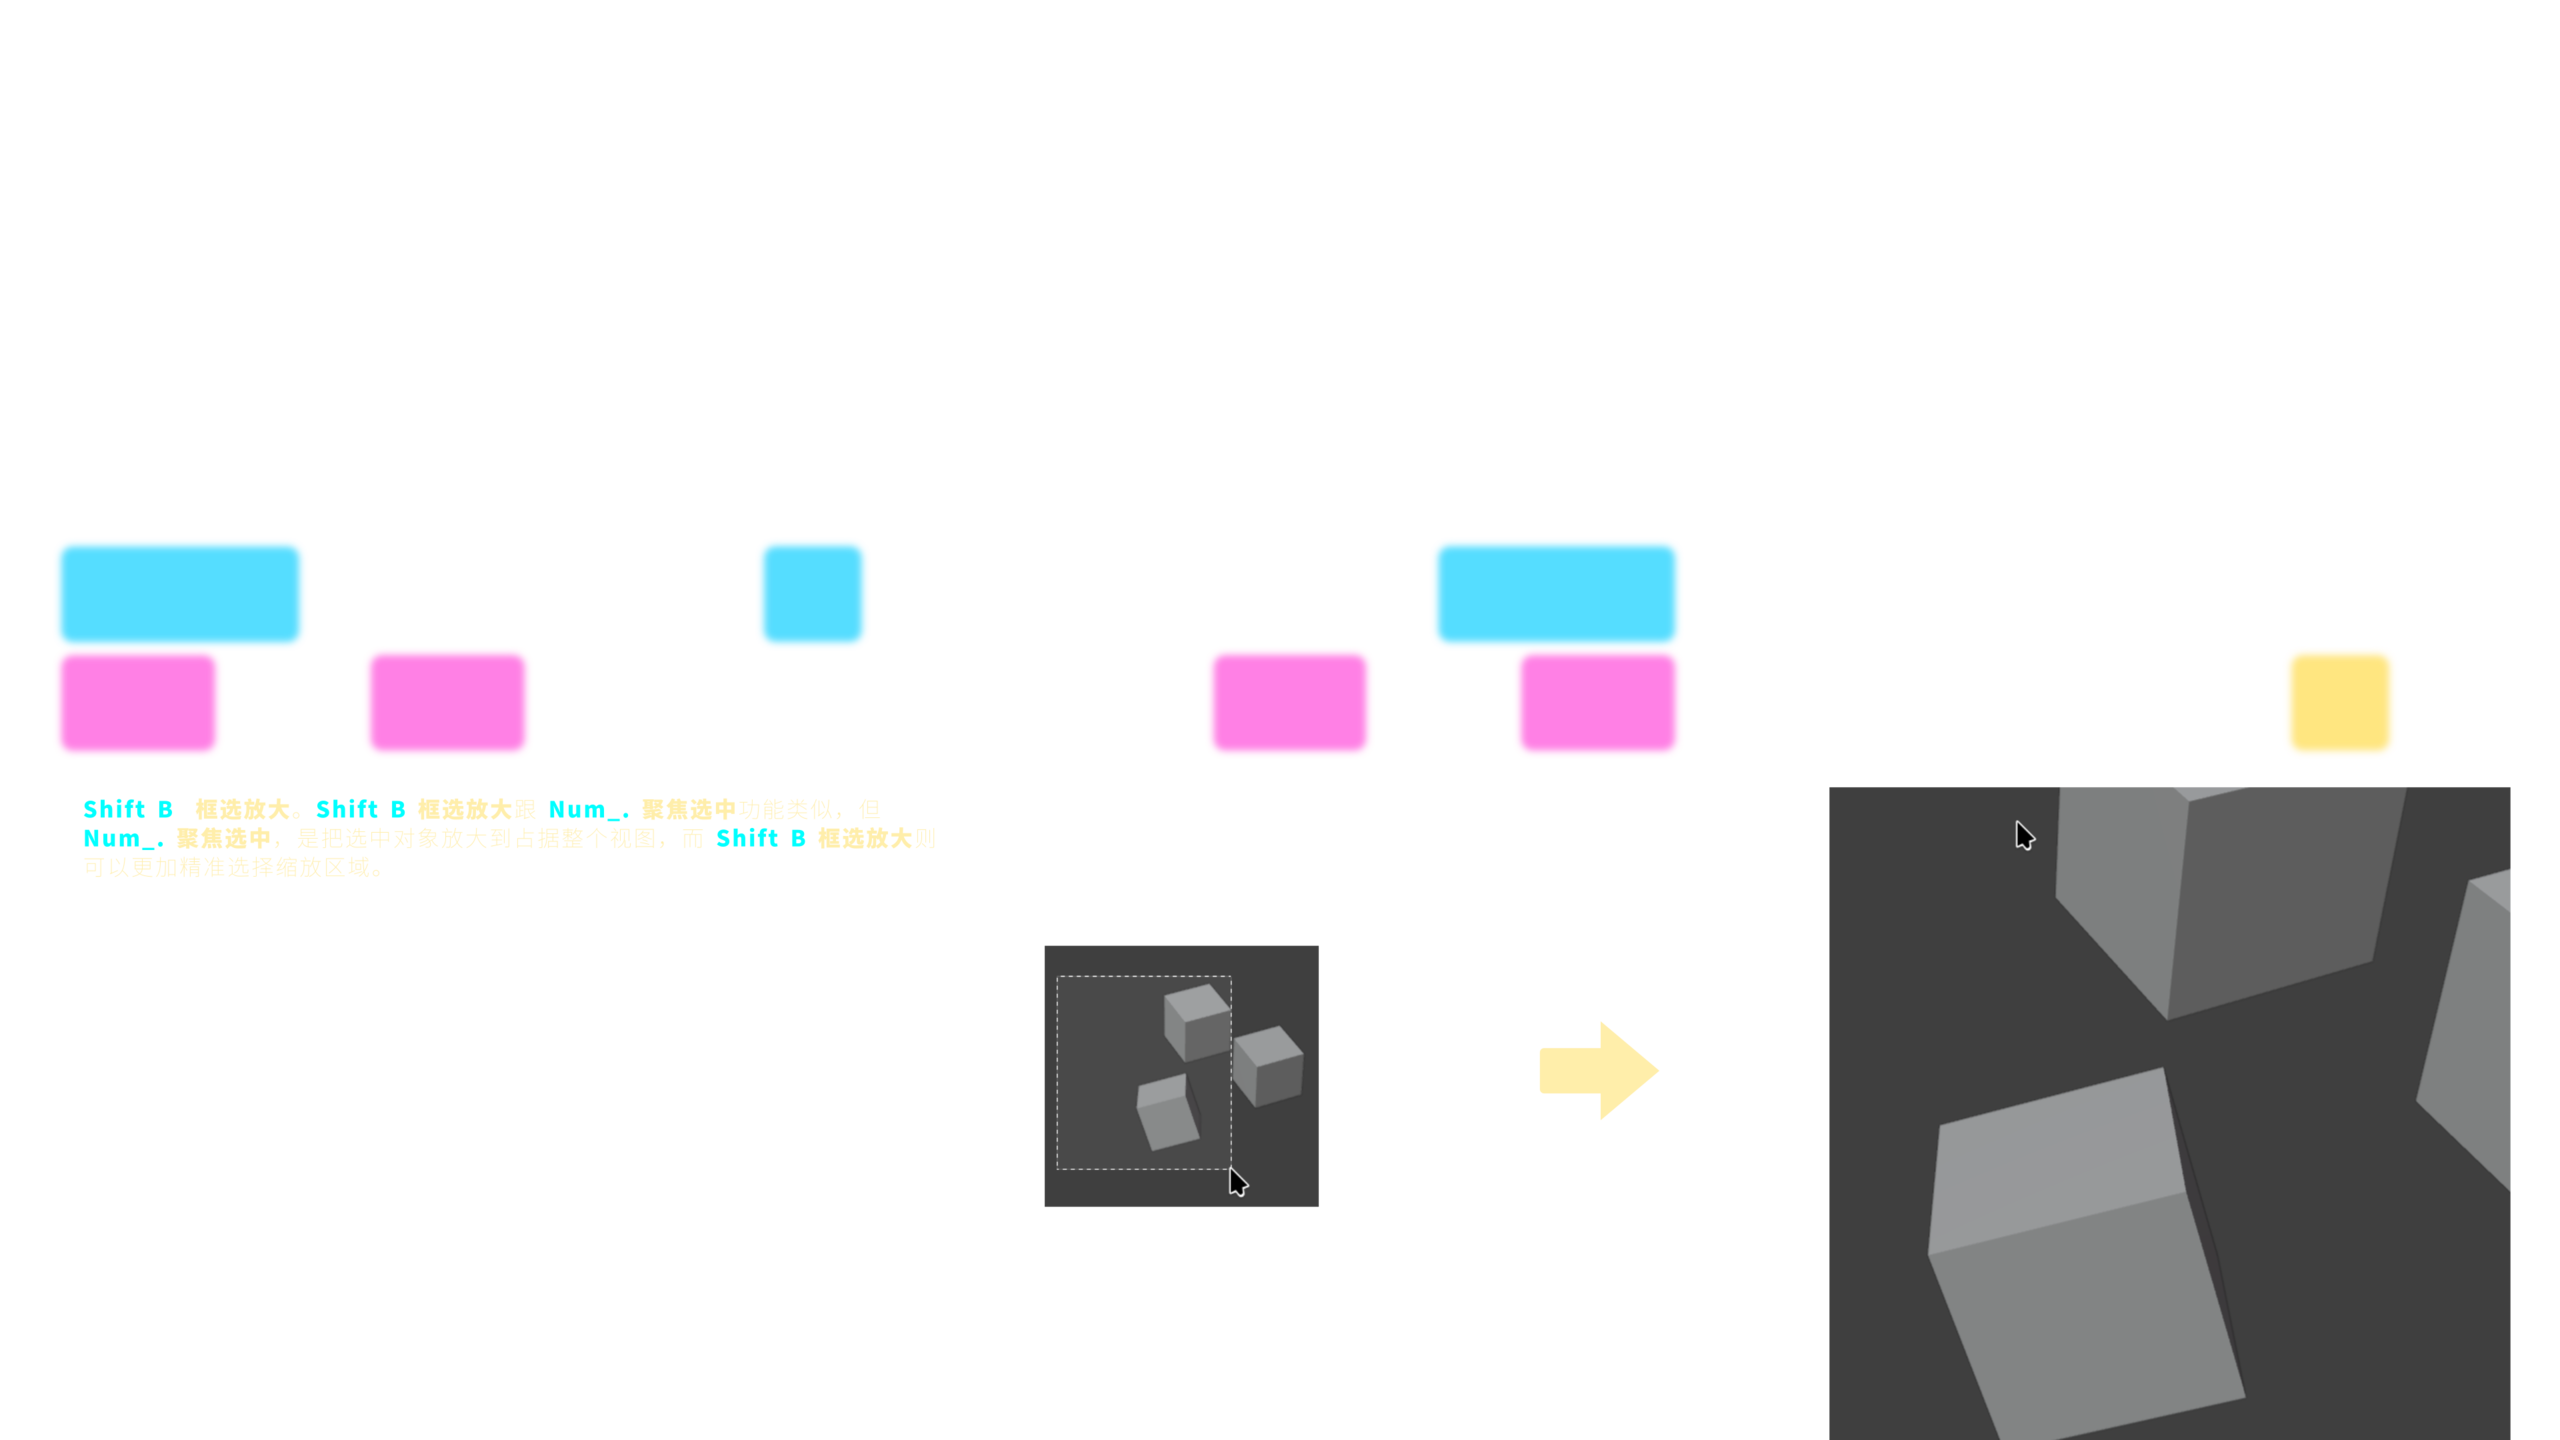 Shift B 框选放大。Shift B 框选放大跟 Num_. 聚焦选中功能类似，但
Num_. 聚焦选中，是把选中对象放大到占据整个视图，而 Shift B 框选放大则
可以更加精准选择缩放区域。